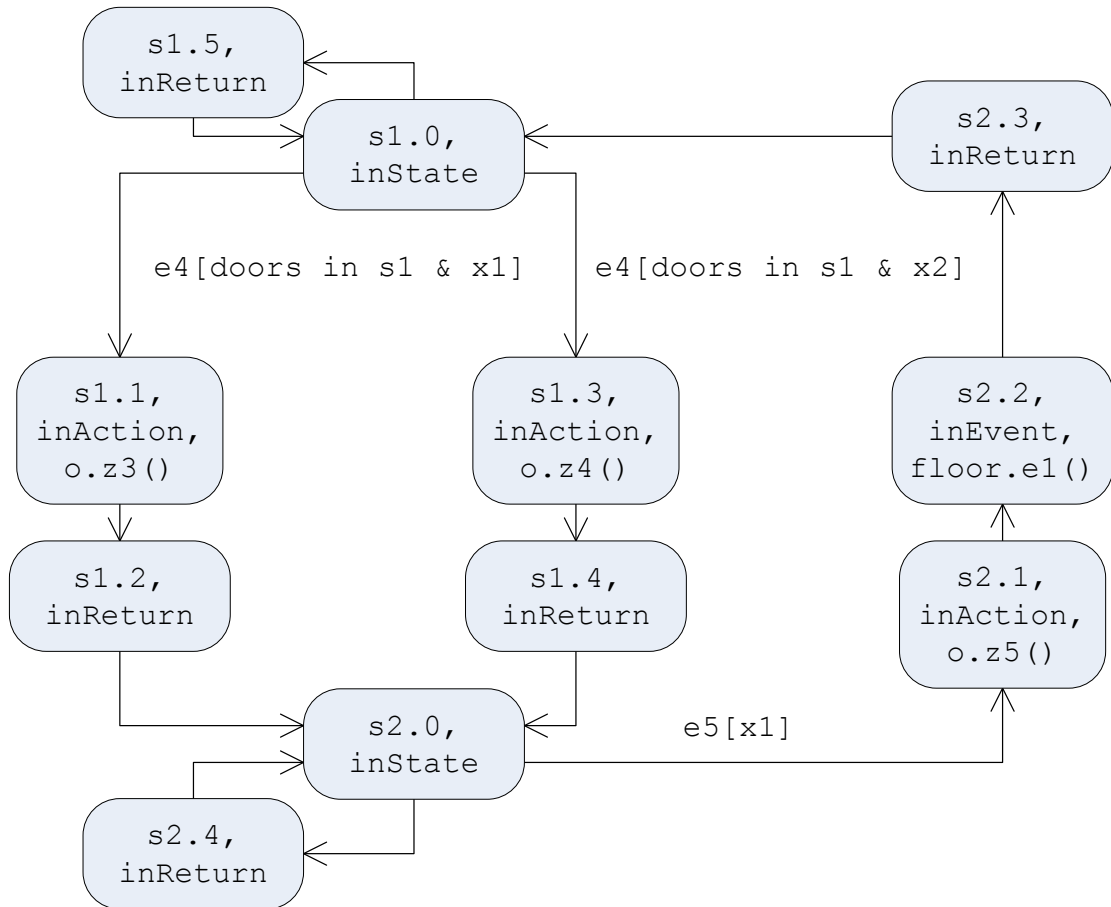 s1.5,
inReturn
s1.0,
inState
s2.3,
inReturn
e4[doors in s1 & x1]
e4[doors in s1 & x2]
s1.1,
inAction,
o.z3()
s1.3,
inAction,
o.z4()
s2.2,
inEvent,
floor.e1()
s1.2,
inReturn
s1.4,
inReturn
s2.1,
inAction,
o.z5()
s2.0,
inState
e5[x1]
s2.4,
inReturn